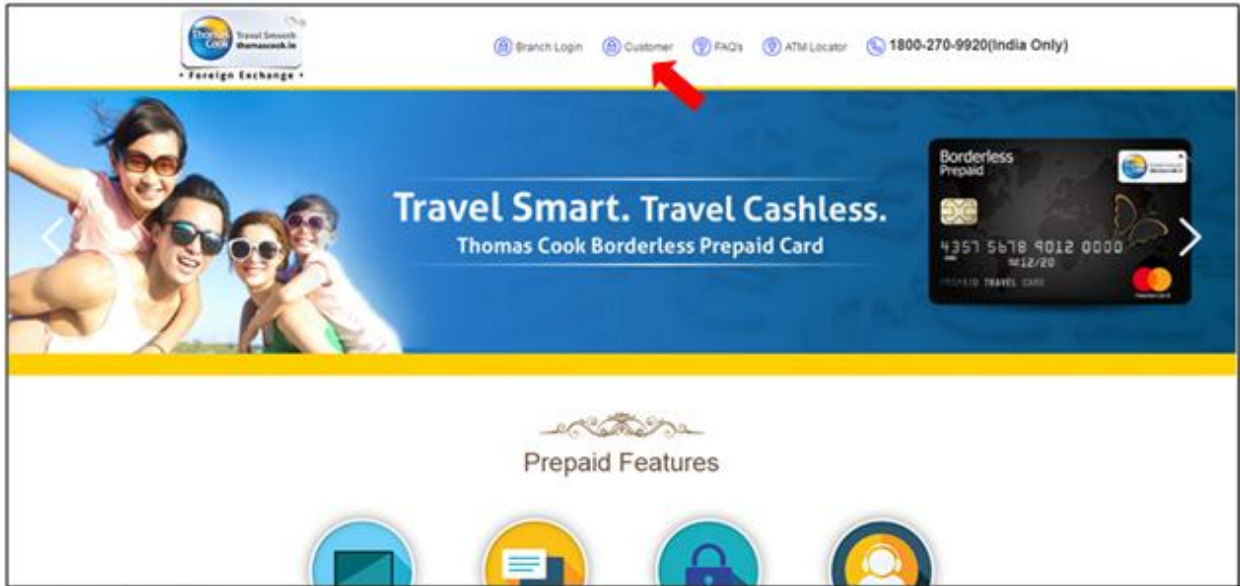 Thomas
Cook
Travel Smooth
thomascook.in
• Foreign Exchange •
Branch Login
Customer
FAQ's
ATM Locator
1800-270-9920(India Only)
Travel Smart. Travel Cashless.
Thomas Cook Borderless Prepaid Card
Borderless
Prepaid
4357 5678 9012 0000
12/20
PREPAID TRAVEL CARD
Prepaid Features